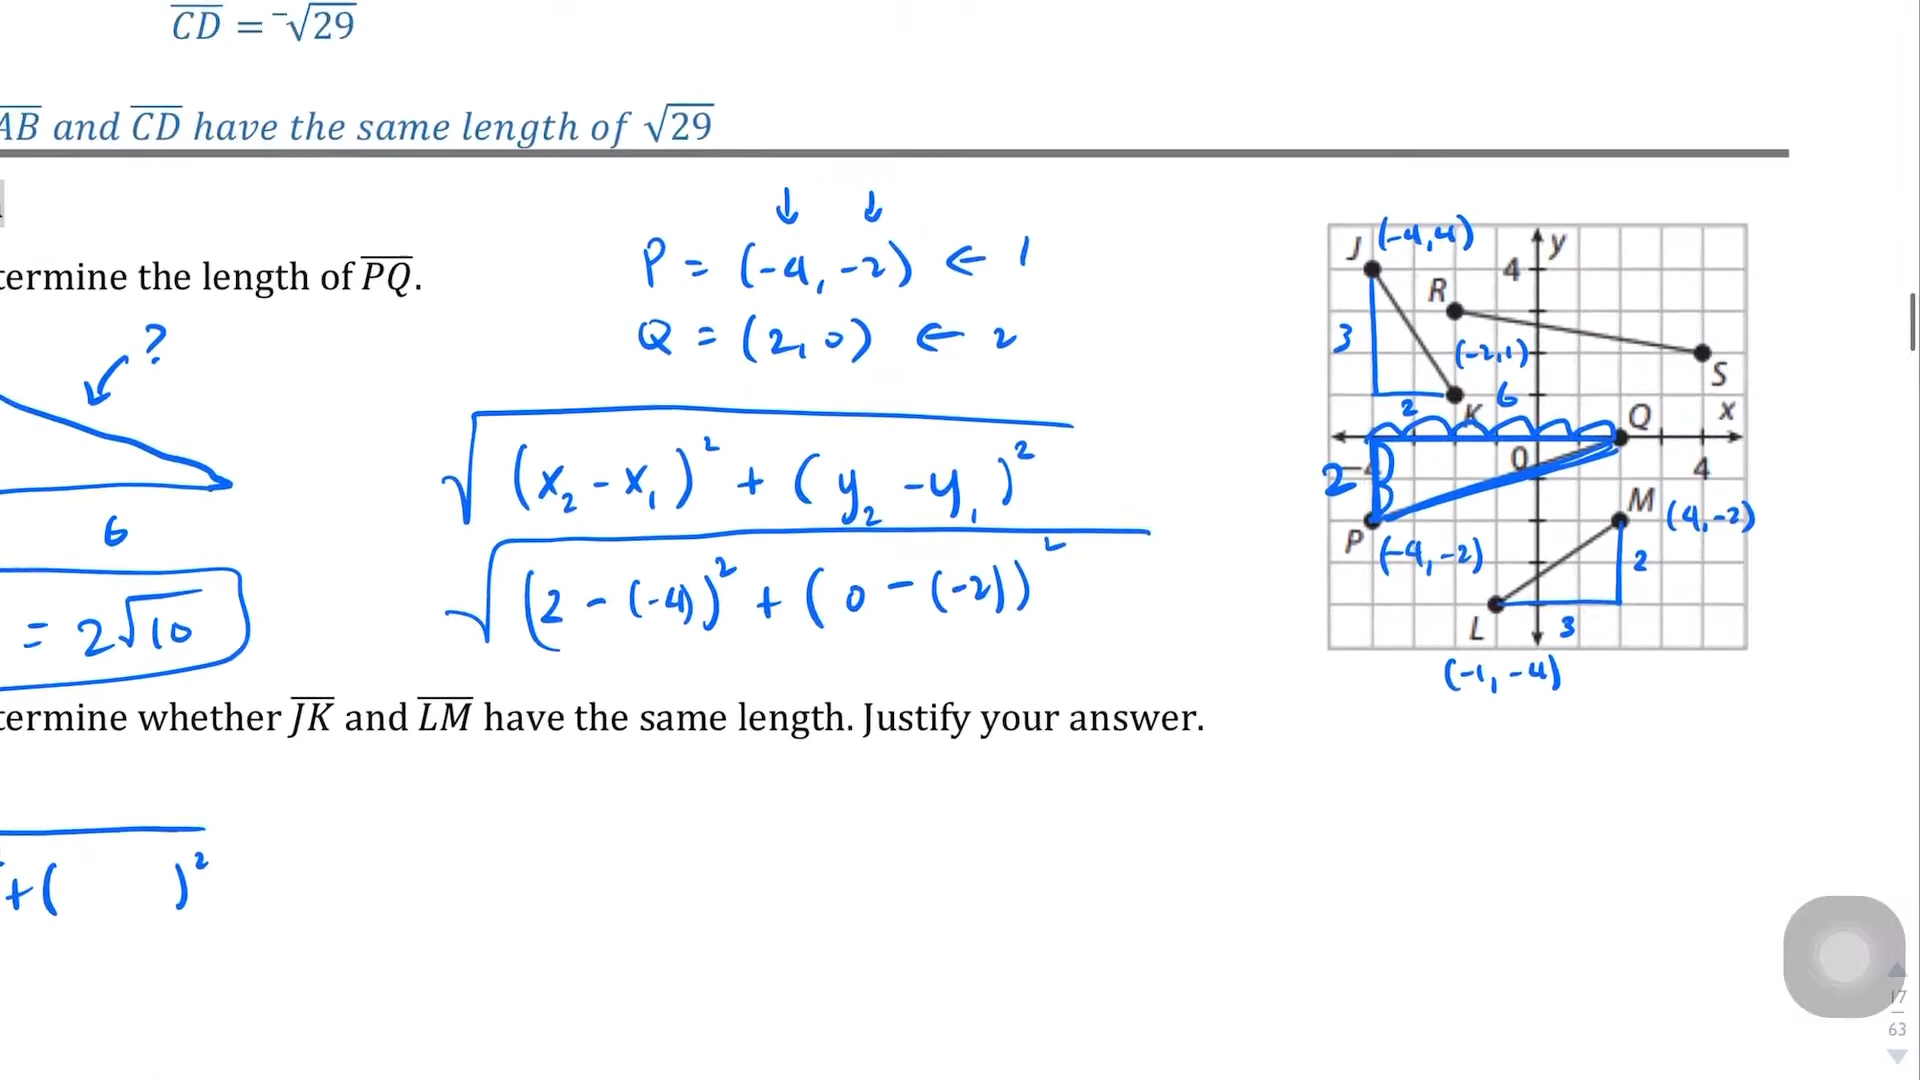 CD = -√29
AB and CD have the same length of √29
P = (-4, -2) ← 1
termine the length of PQ.
Q = (2, 0) ← 2
?
√(x₂ - x₁)² + (y₂ - y₁)²
6
√(2 - (-4))² + (0 - (-2))²
= 2√10
J (-4, 4)
4 y
R
3
(-2, 1)
S
2 K 6 Q x
2 -4 0 4
M (4, -2)
P (-4, -2) 2
L 3
(-1, -4)
termine whether JK and LM have the same length. Justify your answer.
+( )²
17
63